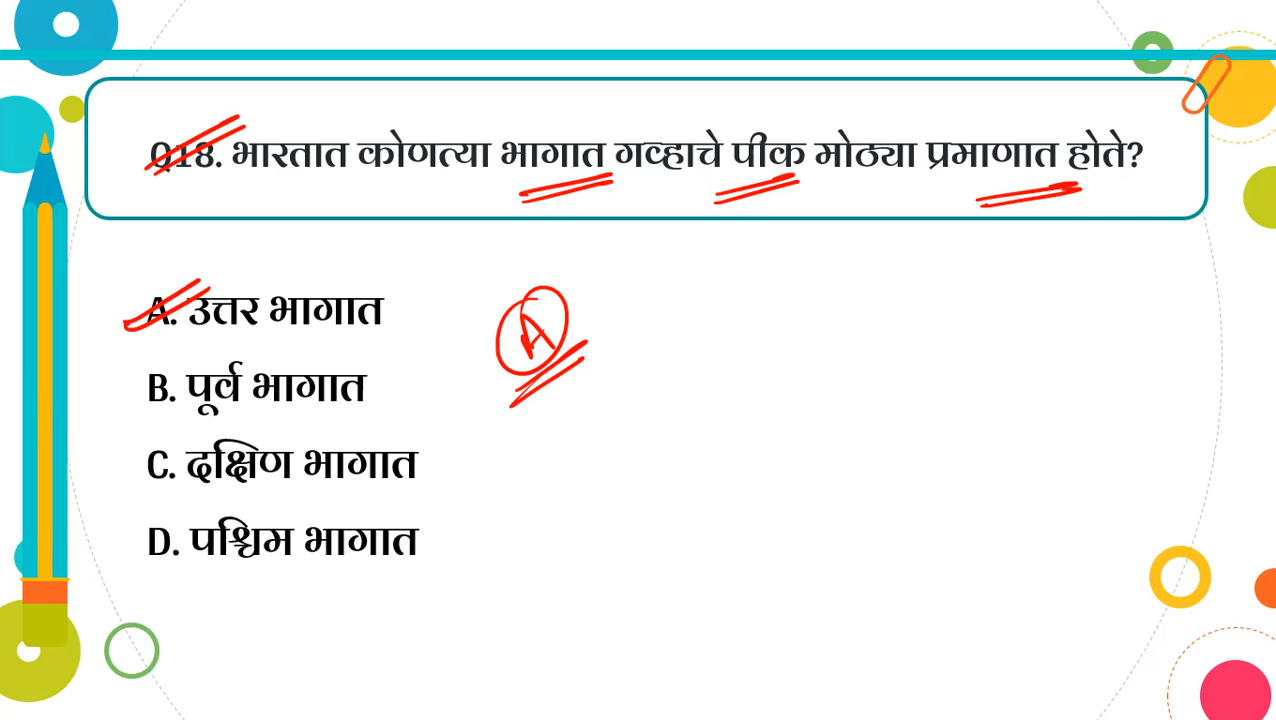 Q18. भारतात कोणत्या भागात गव्हाचे पीक मोठ्या प्रमाणात होते?
A. उत्तर भागात
A
B. पूर्व भागात
C. दक्षिण भागात
D. पश्चिम भागात